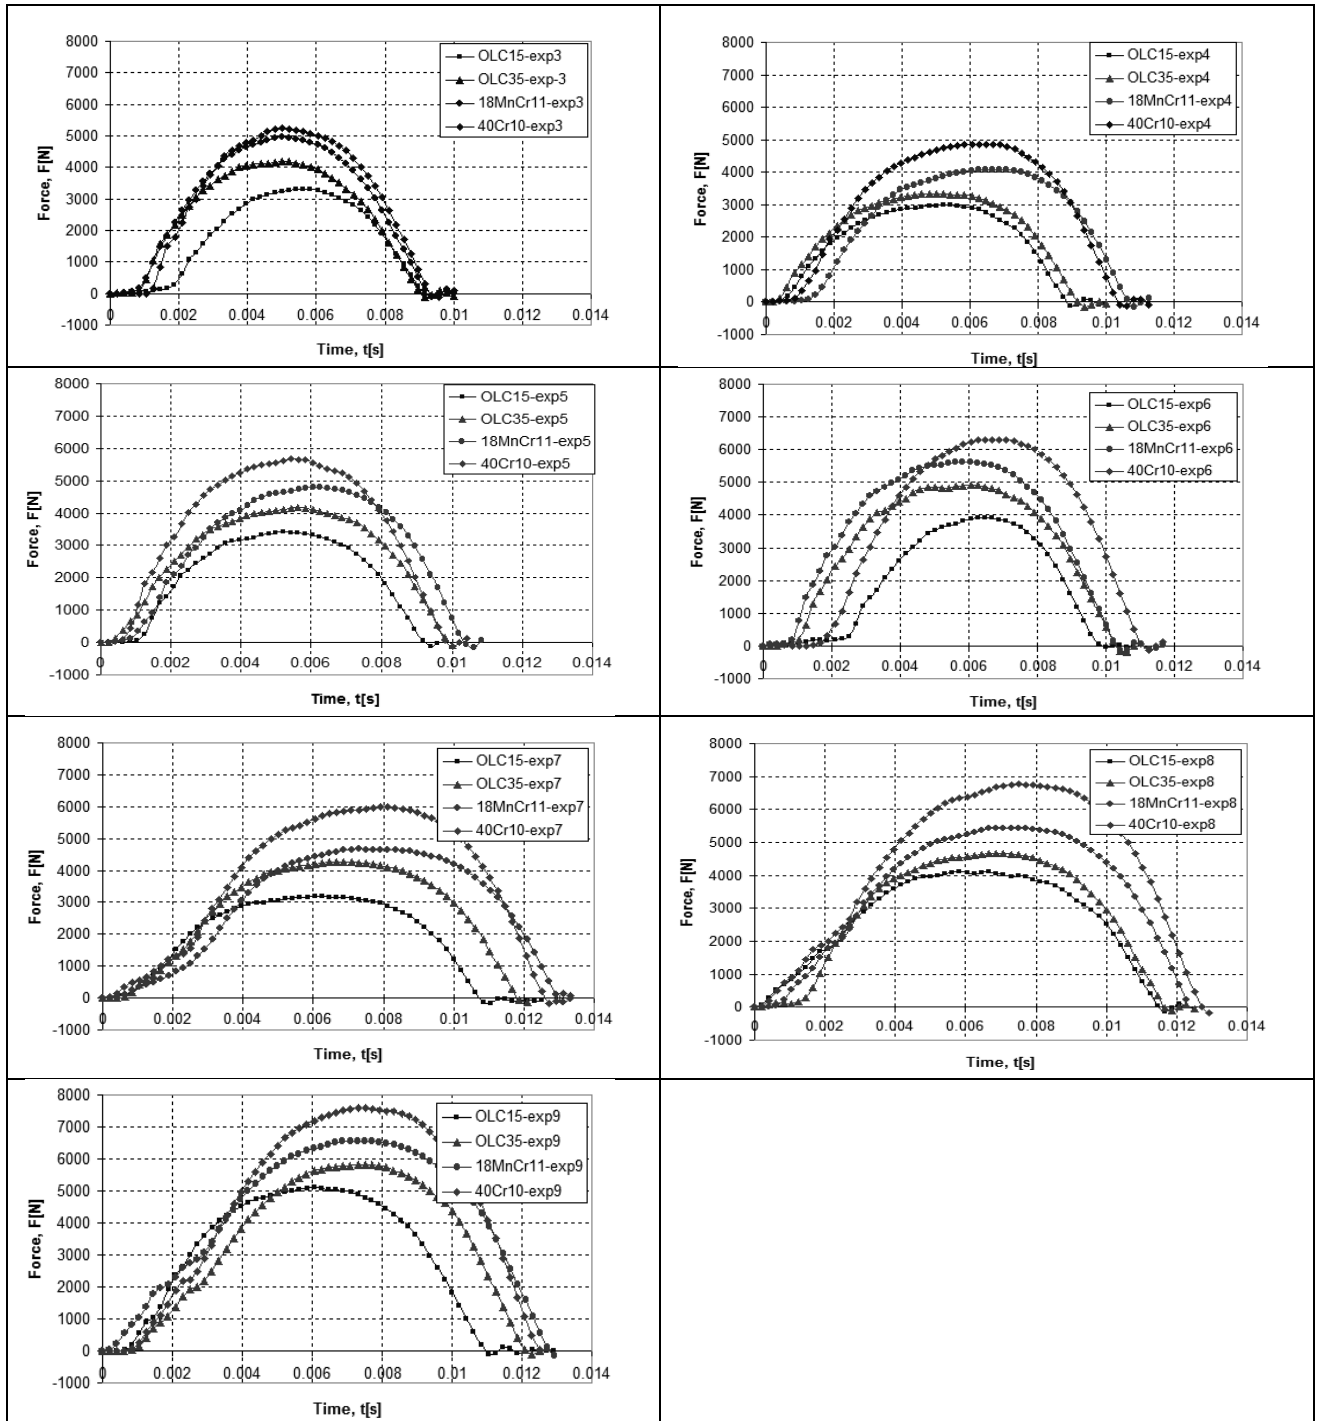 8000
7000
6000
5000
4000
3000
2000
1000
0
-1000
Force, F[N]
OLC15-exp3
OLC35-exp-3
18MnCr11-exp3
40Cr10-exp3
0 0.002 0.004 0.006 0.008 0.01 0.012 0.014
Time, t[s]
8000
7000
6000
5000
4000
3000
2000
1000
0
-1000
Force, F[N]
OLC15-exp4
OLC35-exp4
18MnCr11-exp4
40Cr10-exp4
0 0.002 0.004 0.006 0.008 0.01 0.012 0.014
Time, t[s]
8000
7000
6000
5000
4000
3000
2000
1000
0
-1000
Force, F[N]
OLC15-exp5
OLC35-exp5
18MnCr11-exp5
40Cr10-exp5
0 0.002 0.004 0.006 0.008 0.01 0.012 0.014
Time, t[s]
8000
7000
6000
5000
4000
3000
2000
1000
0
-1000
Force, F[N]
OLC15-exp6
OLC35-exp6
18MnCr11-exp6
40Cr10-exp6
0 0.002 0.004 0.006 0.008 0.01 0.012 0.014
Time, t[s]
8000
7000
6000
5000
4000
3000
2000
1000
0
-1000
Force, F[N]
OLC15-exp7
OLC35-exp7
18MnCr11-exp7
40Cr10-exp7
0 0.002 0.004 0.006 0.008 0.01 0.012 0.014
Time, t[s]
8000
7000
6000
5000
4000
3000
2000
1000
0
-1000
Force, F[N]
OLC15-exp8
OLC35-exp8
18MnCr11-exp8
40Cr10-exp8
0 0.002 0.004 0.006 0.008 0.01 0.012 0.014
Time, t[s]
8000
7000
6000
5000
4000
3000
2000
1000
0
-1000
Force, F[N]
OLC15-exp9
OLC35-exp9
18MnCr11-exp9
40Cr10-exp9
0 0.002 0.004 0.006 0.008 0.01 0.012 0.014
Time, t[s]